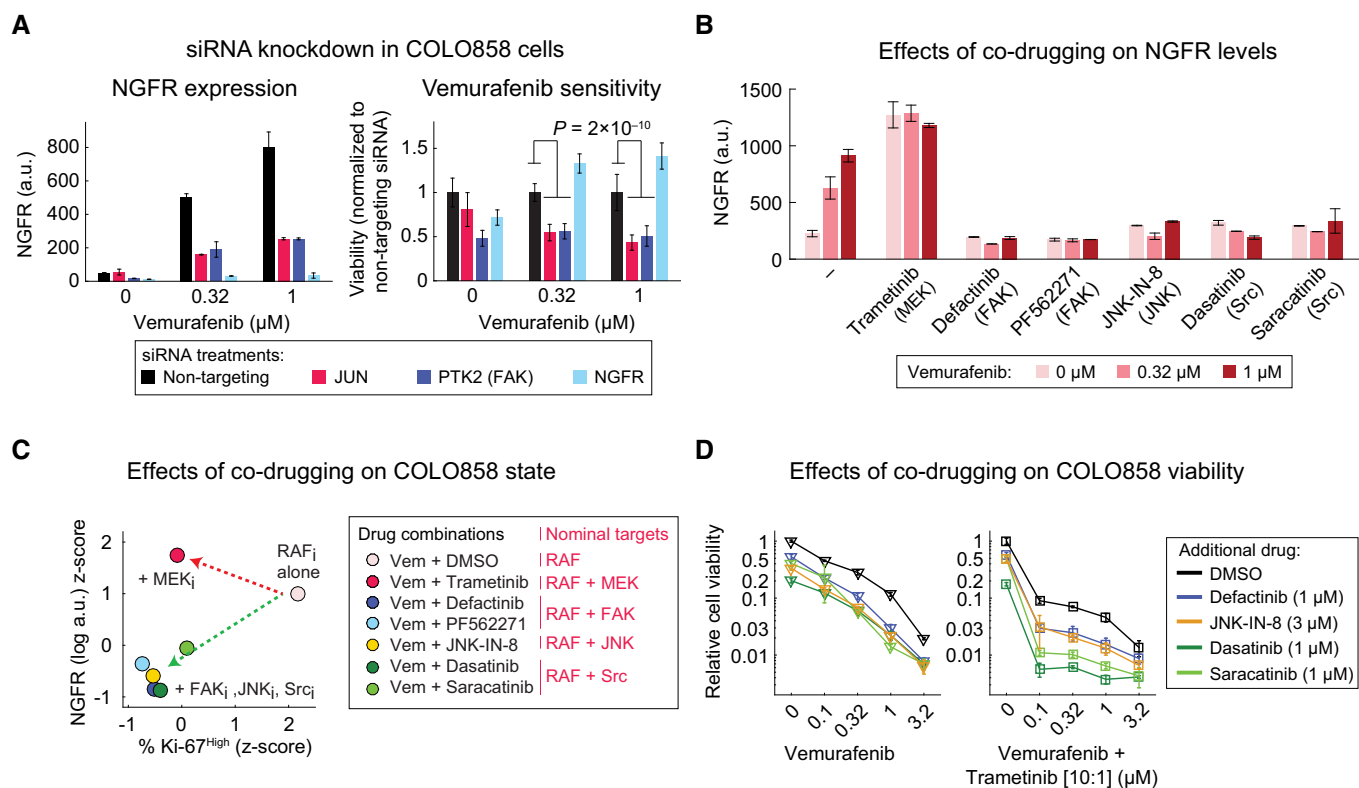 A
siRNA knockdown in COLO858 cells
NGFR expression
NGFR (a.u.)
800
600
400
200
0
0
0.32
1
Vemurafenib (µM)
Vemurafenib sensitivity
Viability (normalized to
non-targeting siRNA)
1.5
1
0.5
0
P = 2×10⁻¹⁰
0
0.32
1
Vemurafenib (µM)
siRNA treatments:
Non-targeting
JUN
PTK2 (FAK)
NGFR
B
Effects of co-drugging on NGFR levels
NGFR (a.u.)
1500
1000
500
0
–
Trametinib
(MEK)
Defactinib
(FAK)
PF562271
(FAK)
JNK-IN-8
(JNK)
Dasatinib
(Src)
Saracatinib
(Src)
Vemurafenib:
0 µM
0.32 µM
1 µM
C
Effects of co-drugging on COLO858 state
NGFR (log a.u.) z-score
2
1
0
-1
RAFi
alone
+ MEKi
+ FAKi ,JNKi, Srci
-1
0
1
2
% Ki-67High (z-score)
Drug combinations
Nominal targets
Vem + DMSO
RAF
Vem + Trametinib
RAF + MEK
Vem + Defactinib
Vem + PF562271
RAF + FAK
Vem + JNK-IN-8
RAF + JNK
Vem + Dasatinib
Vem + Saracatinib
RAF + Src
D
Effects of co-drugging on COLO858 viability
Relative cell viability
1
0.5
0.3
0.1
0.03
0.01
0
0.1
0.32
1
3.2
Vemurafenib
1
0.5
0.3
0.1
0.03
0.01
0
0.1
0.32
1
3.2
Vemurafenib +
Trametinib [10:1] (µM)
Additional drug:
DMSO
Defactinib (1 µM)
JNK-IN-8 (3 µM)
Dasatinib (1 µM)
Saracatinib (1 µM)